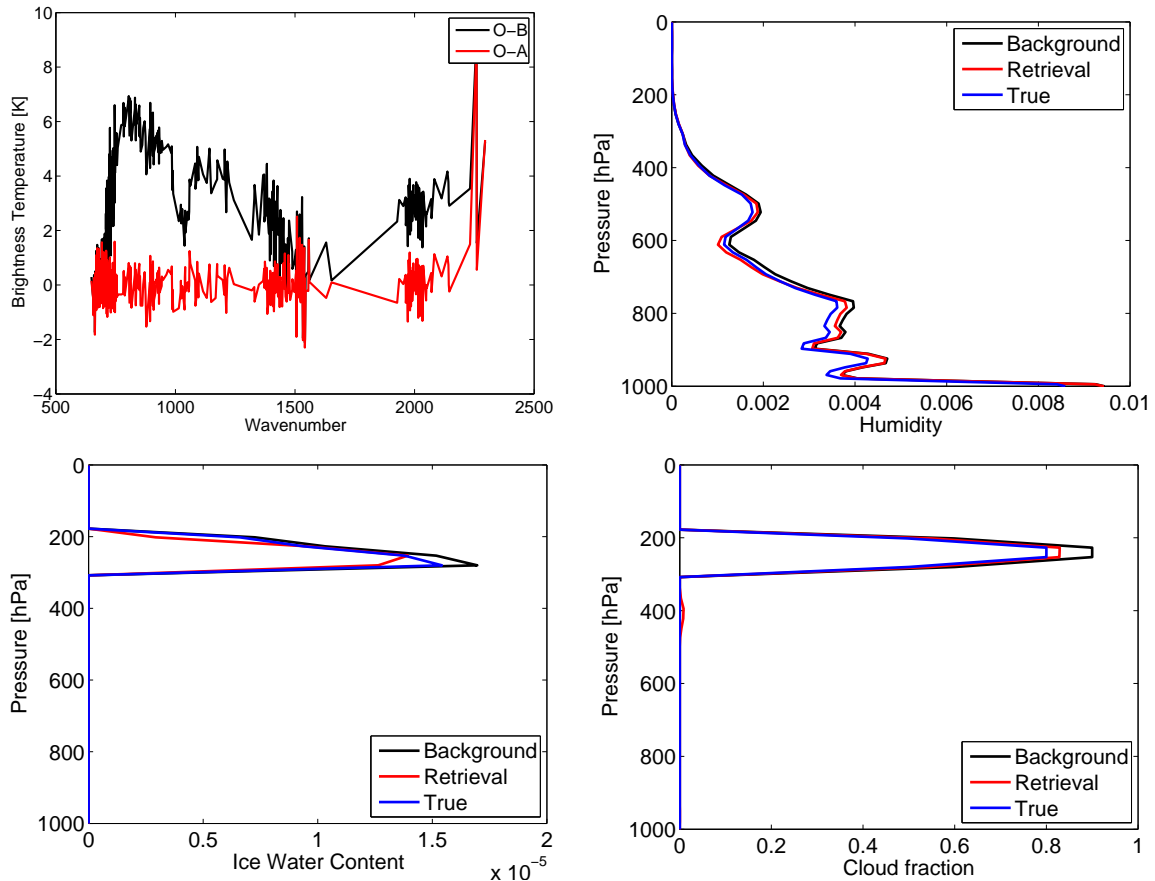 10
8
6
4
2
0
−2
−4
500
1000
1500
2000
2500
Brightness Temperature [K]
Wavenumber
O−B
O−A
0
200
400
600
800
1000
0
0.002
0.004
0.006
0.008
0.01
Pressure [hPa]
Humidity
Background
Retrieval
True
0
200
400
600
800
1000
0
0.5
1
1.5
2
x 10⁻⁵
Pressure [hPa]
Ice Water Content
Background
Retrieval
True
0
200
400
600
800
1000
0
0.2
0.4
0.6
0.8
1
Pressure [hPa]
Cloud fraction
Background
Retrieval
True